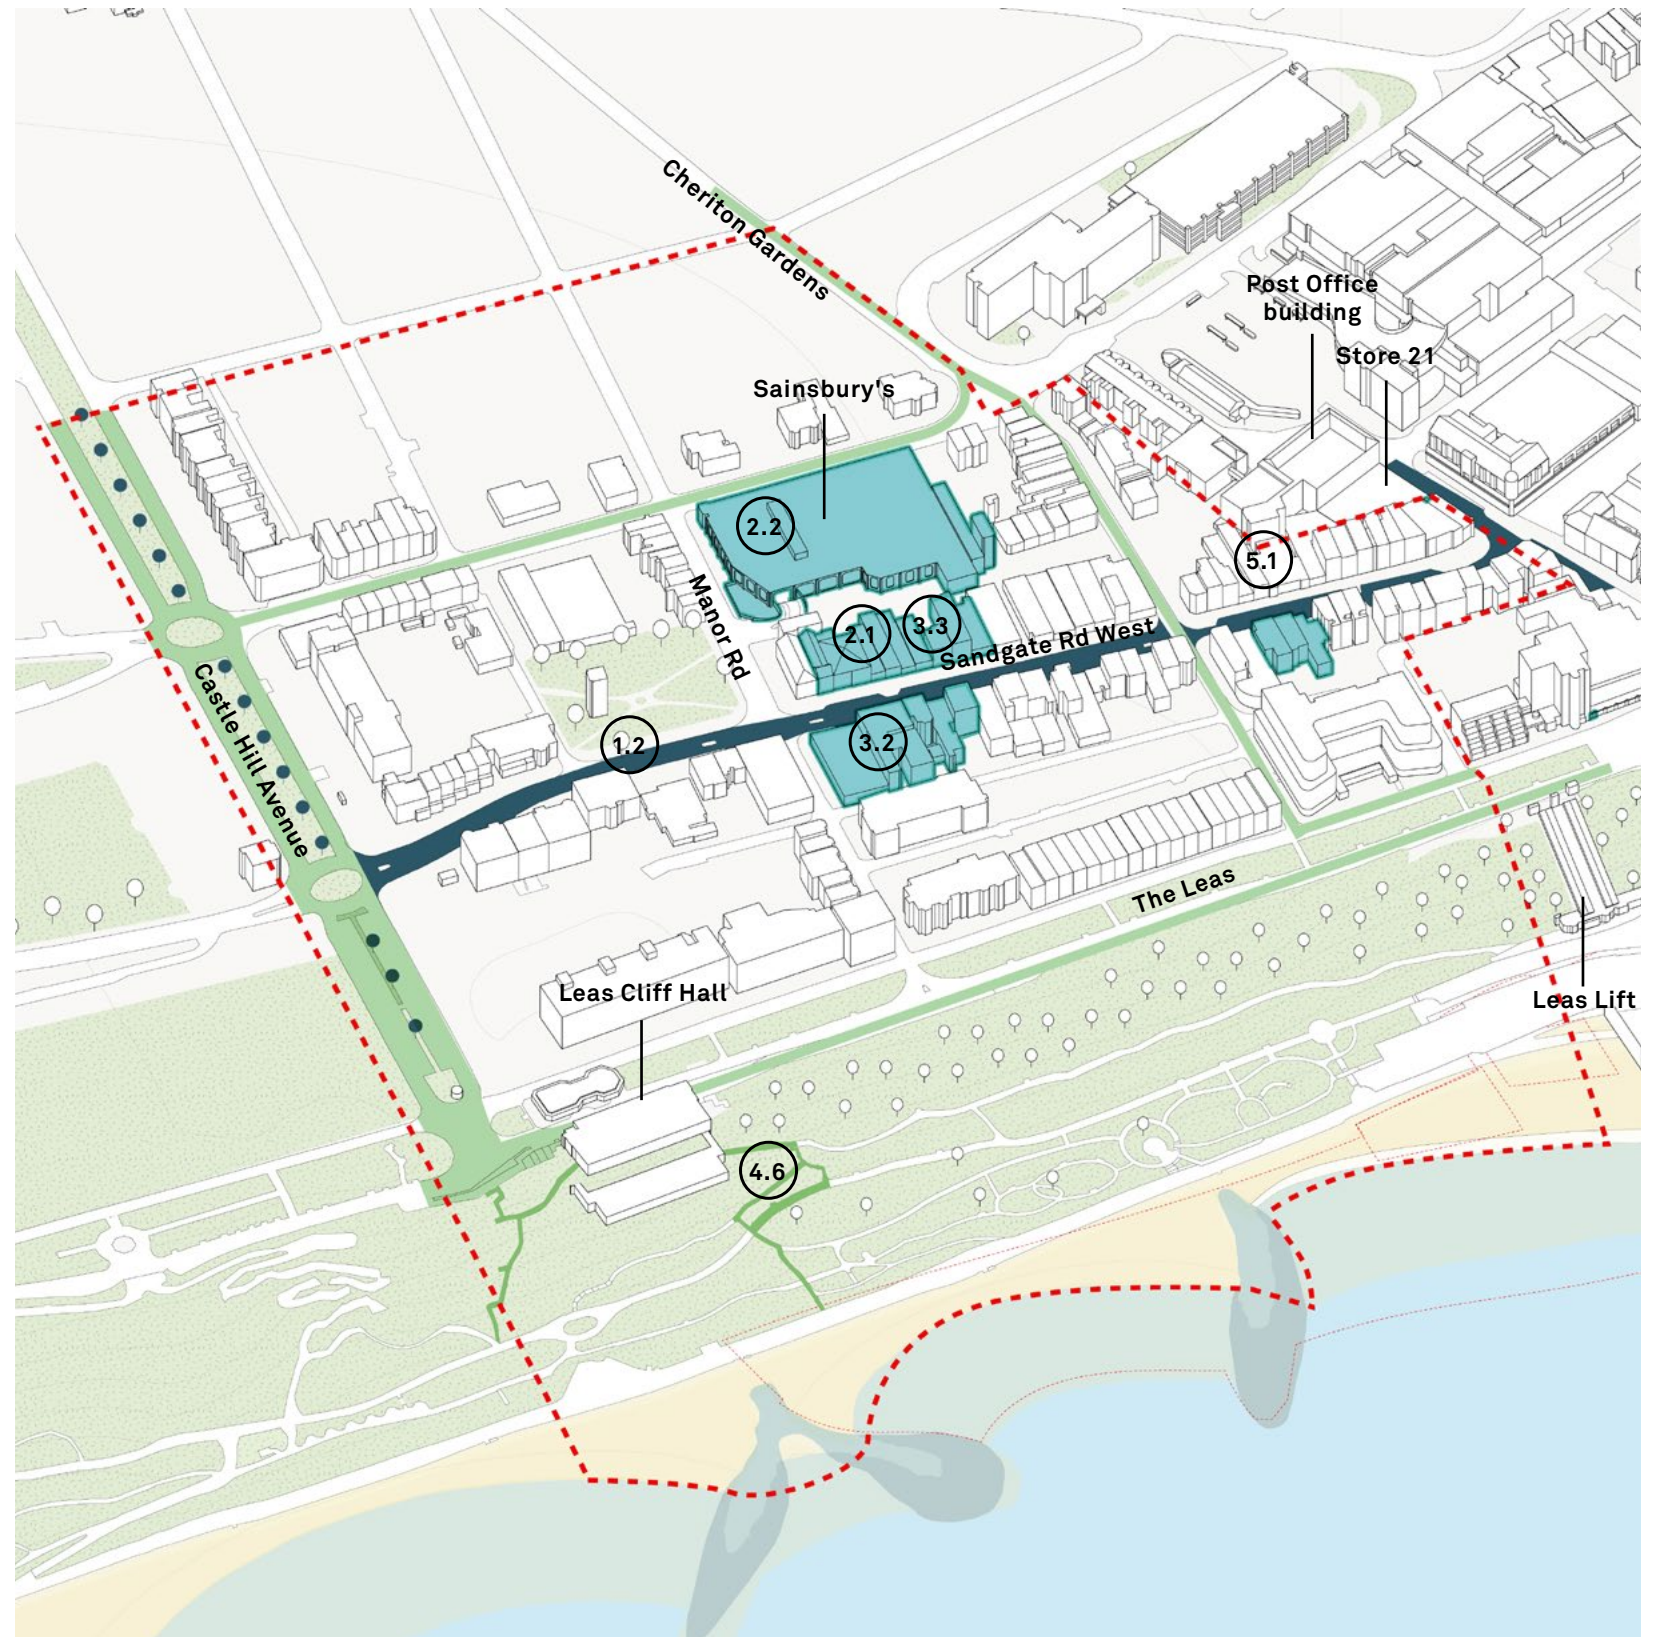 Cheriton Gardens
Post Office
building
Store 21
Sainsbury's
2.2
5.1
Manor Rd
2.1
3.3
Sandgate Rd West
Castle Hill Avenue
1.2
3.2
The Leas
Leas Cliff Hall
Leas Lift
4.6